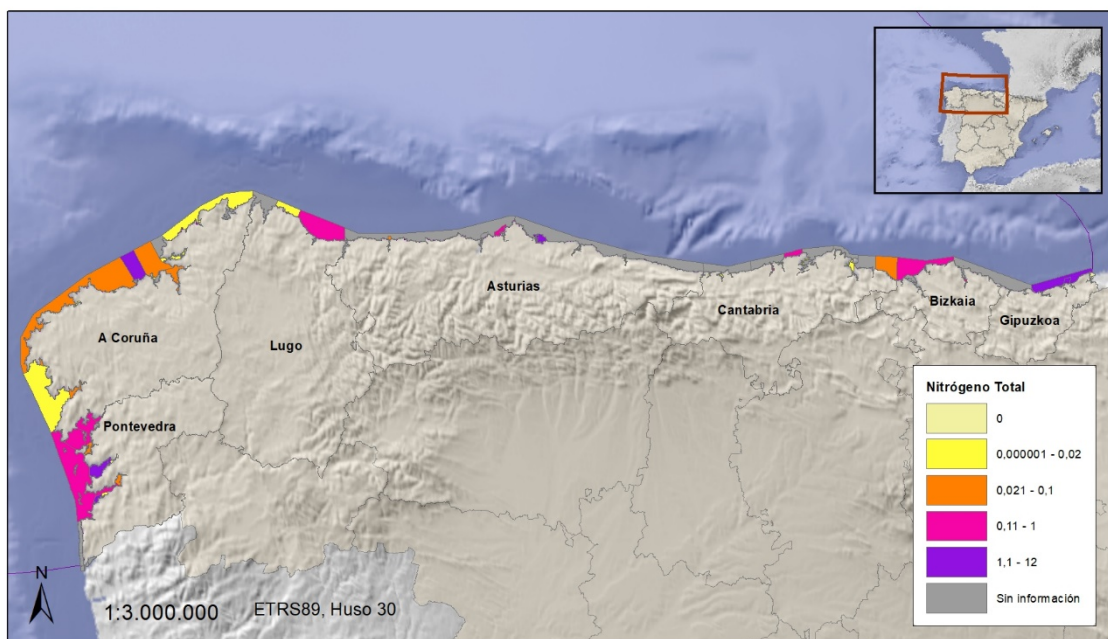 A Coruña
Lugo
Asturias
Cantabria
Bizkaia
Gipuzkoa
Pontevedra
Nitrógeno Total
0
0,000001 - 0,02
0,021 - 0,1
0,11 - 1
1,1 - 12
Sin información
N
1:3.000.000
ETRS89, Huso 30